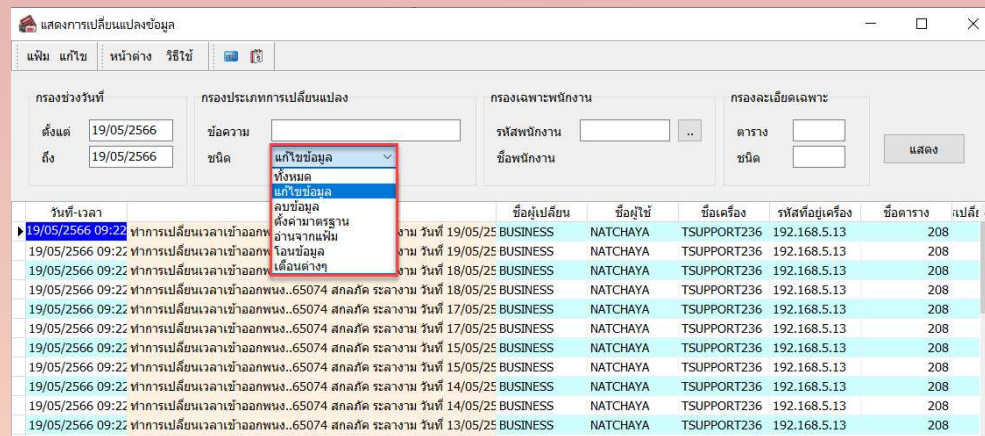 แสดงการเปลี่ยนแปลงข้อมูล
แฟ้ม แก้ไข หน้าต่าง วิธีใช้
กรองช่วงวันที่ กรองประเภทการเปลี่ยนแปลง กรองเฉพาะพนักงาน กรองละเอียดเฉพาะ
ตั้งแต่ 19/05/2566 ข้อความ รหัสพนักงาน .. ตาราง
ถึง 19/05/2566 ชนิด แก้ไขข้อมูล ชื่อพนักงาน ชนิด แสดง
ทั้งหมด
แก้ไขข้อมูล
ลบข้อมูล
ตั้งค่ามาตรฐาน
อ่านจากแฟ้ม
โอนข้อมูล
เตือนต่างๆ
วันที่-เวลา ชื่อผู้เปลี่ยน ชื่อผู้ใช้ ชื่อเครื่อง รหัสที่อยู่เครื่อง ชื่อตาราง
19/05/2566 09:22 ทำการเปลี่ยนเวลาเข้าออก งาม วันที่ 19/05/25 BUSINESS NATCHAYA TSUPPORT236 192.168.5.13 208
19/05/2566 09:22 ทำการเปลี่ยนเวลาเข้าออก งาม วันที่ 19/05/25 BUSINESS NATCHAYA TSUPPORT236 192.168.5.13 208
19/05/2566 09:22 ทำการเปลี่ยนเวลาเข้าออก งาม วันที่ 18/05/25 BUSINESS NATCHAYA TSUPPORT236 192.168.5.13 208
19/05/2566 09:22 ทำการเปลี่ยนเวลาเข้าออกพนง..65074 สกลภัค ระลางาม วันที่ 18/05/25 BUSINESS NATCHAYA TSUPPORT236 192.168.5.13 208
19/05/2566 09:22 ทำการเปลี่ยนเวลาเข้าออกพนง..65074 สกลภัค ระลางาม วันที่ 17/05/25 BUSINESS NATCHAYA TSUPPORT236 192.168.5.13 208
19/05/2566 09:22 ทำการเปลี่ยนเวลาเข้าออกพนง..65074 สกลภัค ระลางาม วันที่ 17/05/25 BUSINESS NATCHAYA TSUPPORT236 192.168.5.13 208
19/05/2566 09:22 ทำการเปลี่ยนเวลาเข้าออกพนง..65074 สกลภัค ระลางาม วันที่ 15/05/25 BUSINESS NATCHAYA TSUPPORT236 192.168.5.13 208
19/05/2566 09:22 ทำการเปลี่ยนเวลาเข้าออกพนง..65074 สกลภัค ระลางาม วันที่ 15/05/25 BUSINESS NATCHAYA TSUPPORT236 192.168.5.13 208
19/05/2566 09:22 ทำการเปลี่ยนเวลาเข้าออกพนง..65074 สกลภัค ระลางาม วันที่ 14/05/25 BUSINESS NATCHAYA TSUPPORT236 192.168.5.13 208
19/05/2566 09:22 ทำการเปลี่ยนเวลาเข้าออกพนง..65074 สกลภัค ระลางาม วันที่ 14/05/25 BUSINESS NATCHAYA TSUPPORT236 192.168.5.13 208
19/05/2566 09:22 ทำการเปลี่ยนเวลาเข้าออกพนง..65074 สกลภัค ระลางาม วันที่ 13/05/25 BUSINESS NATCHAYA TSUPPORT236 192.168.5.13 208